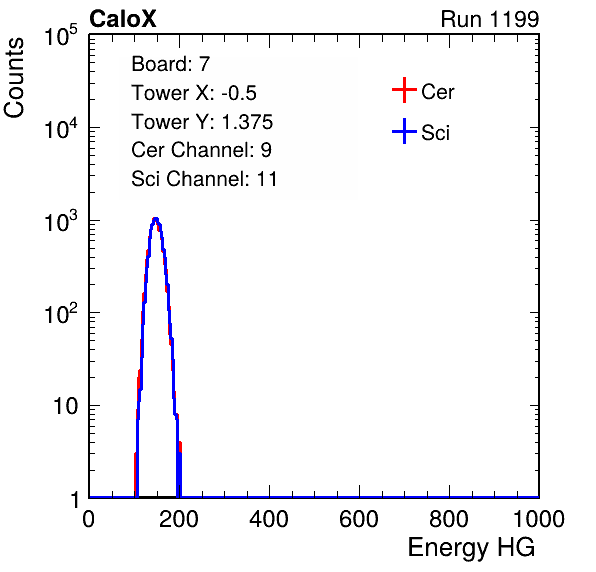 CaloX Run 1199
Counts
10^5
10^4
10^3
10^2
10
1
Board: 7
Tower X: -0.5
Tower Y: 1.375
Cer Channel: 9
Sci Channel: 11
Cer
Sci
0 200 400 600 800 1000
Energy HG